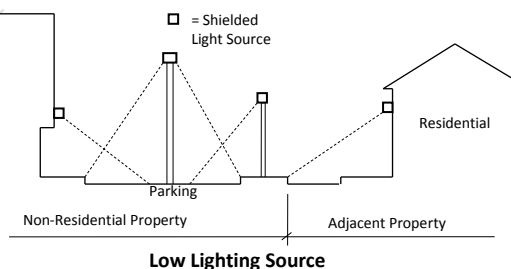 = Shielded
Light Source
Residential
Parking
Non-Residential Property
Adjacent Property
Low Lighting Source